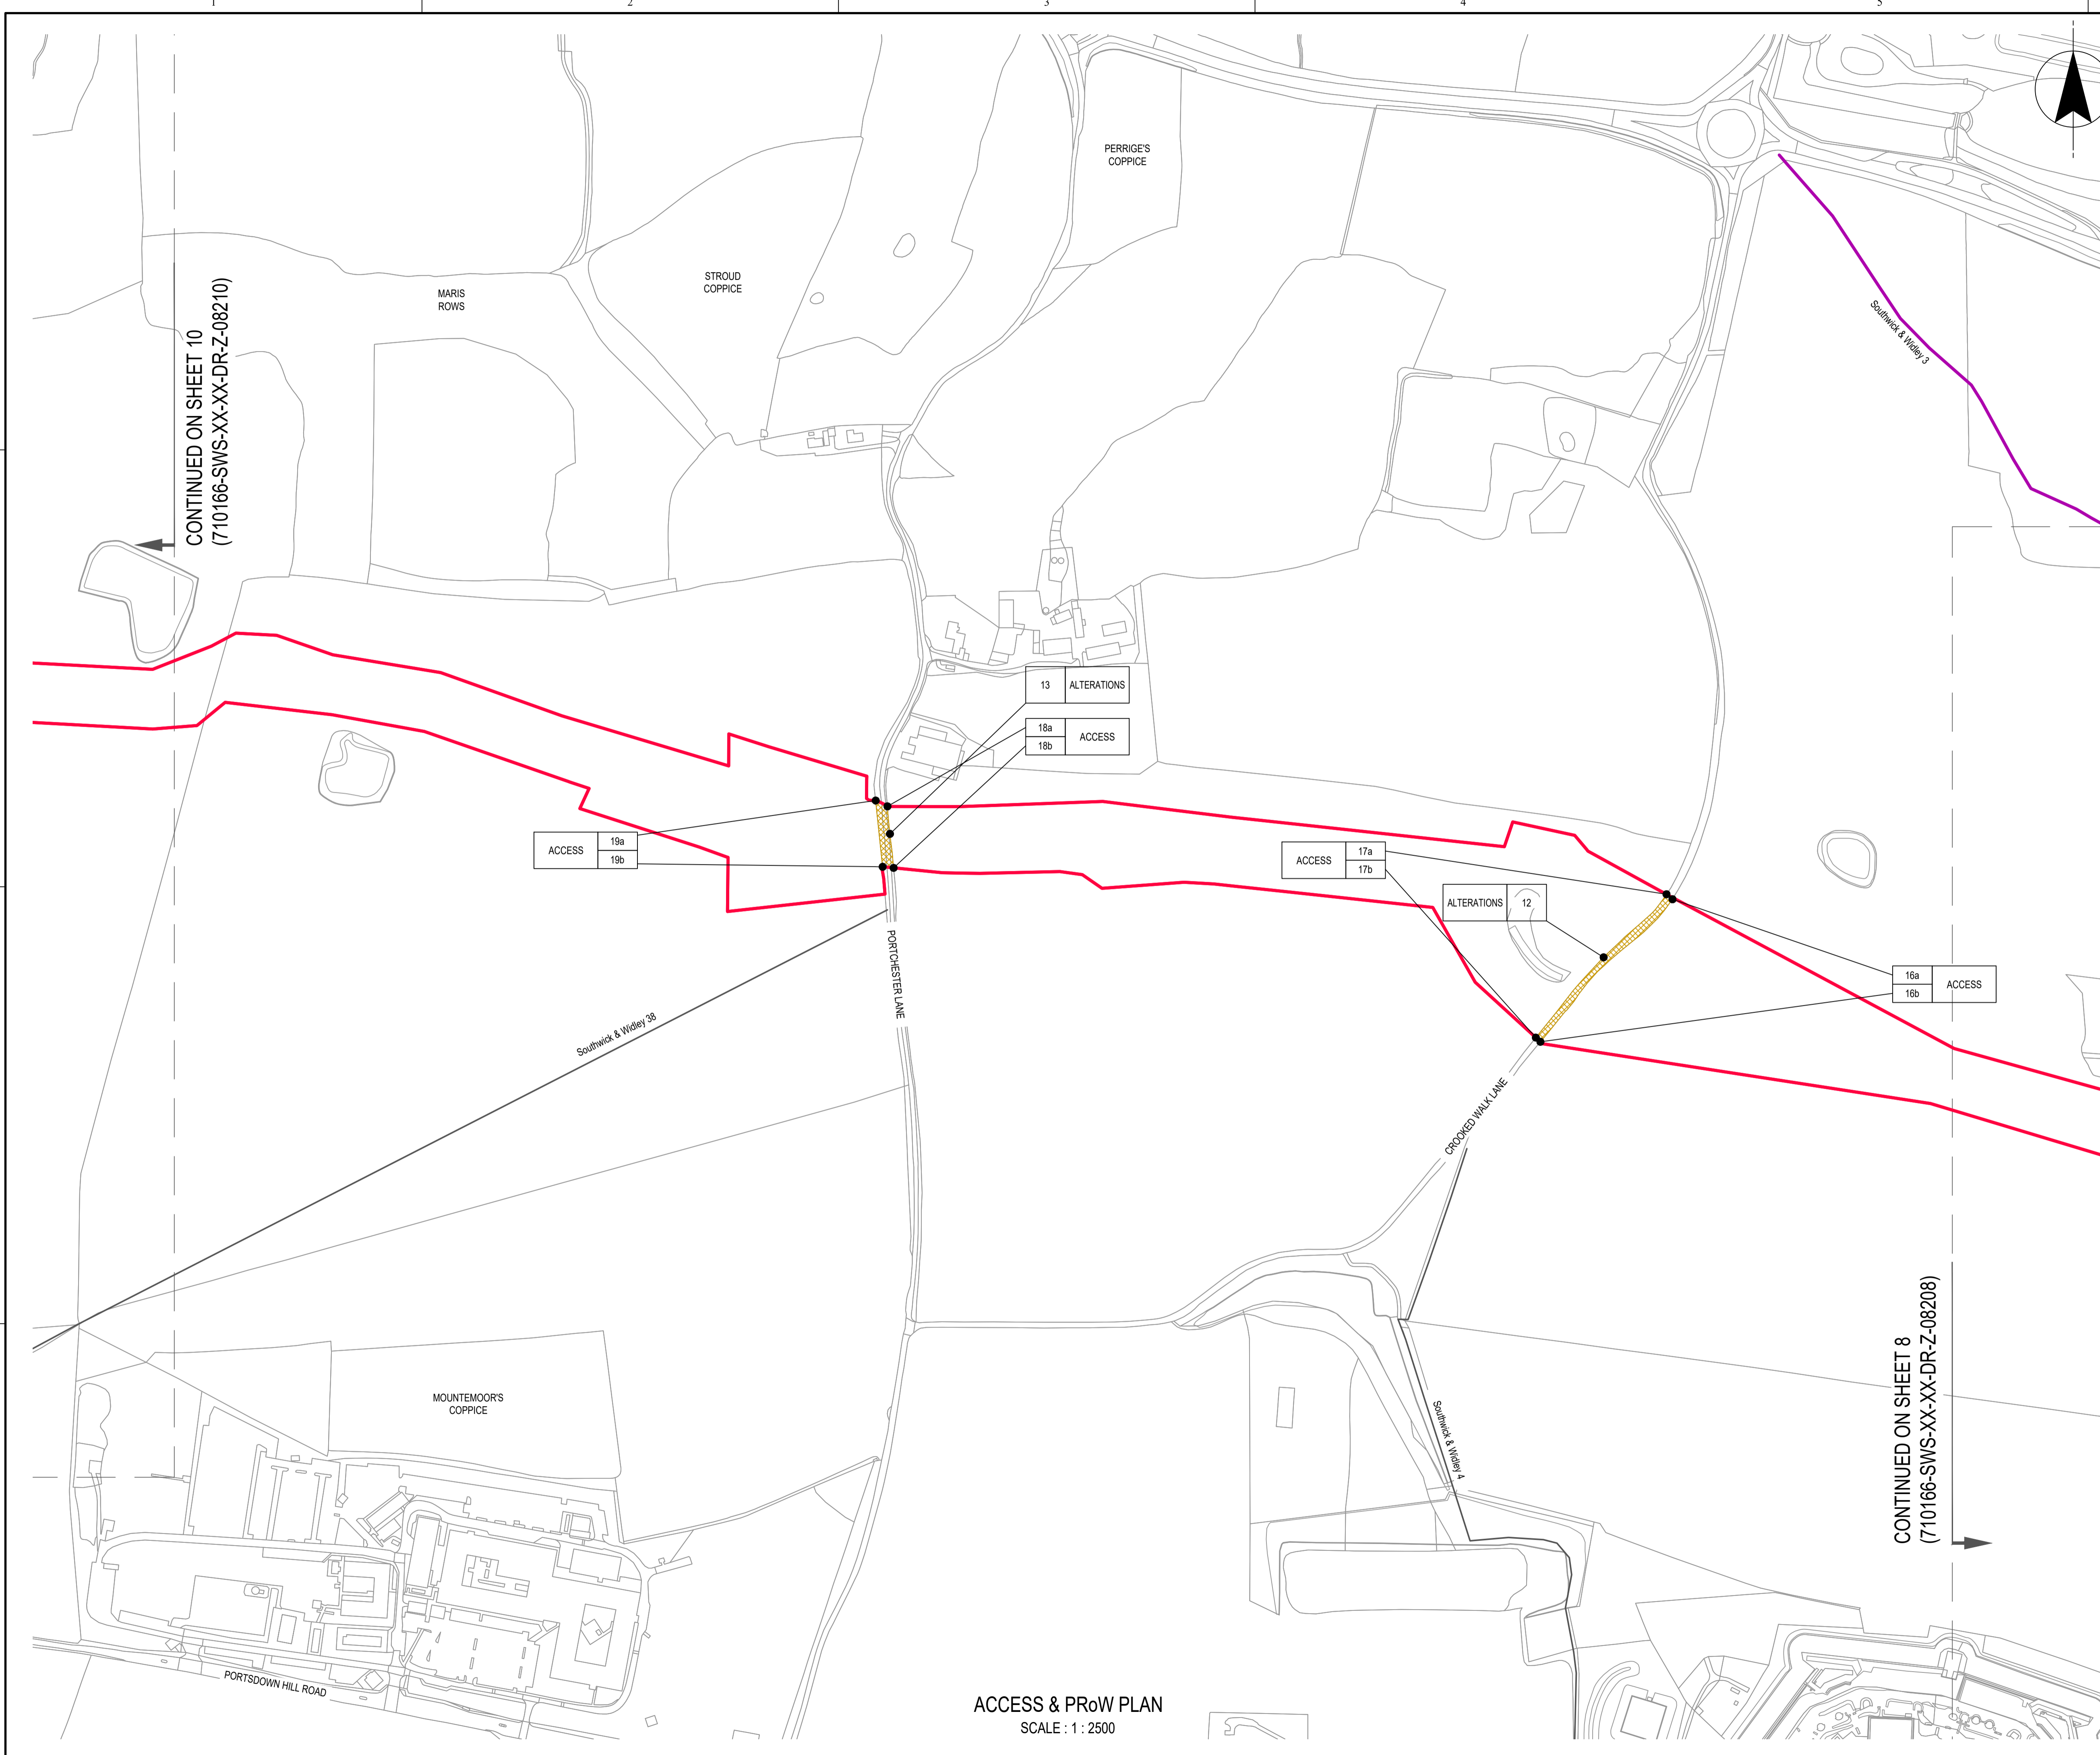 1
2
3
4
5
PERRIGE'S
COPPICE
STROUD
COPPICE
MARIS
ROWS
CONTINUED ON SHEET 10
(710166-SWS-XX-XX-DR-Z-08210)
Southwick & Widley 3
13 ALTERATIONS
18a
18b
ACCESS
ACCESS
19a
19b
ACCESS
17a
17b
ALTERATIONS 12
16a
16b
ACCESS
PORTCHESTER LANE
Southwick & Widley 38
CROOKED WALK LANE
CONTINUED ON SHEET 8
(710166-SWS-XX-XX-DR-Z-08208)
MOUNTEMOOR'S
COPPICE
Southwick & Widley 4
PORTSDOWN HILL ROAD
ACCESS & PRoW PLAN
SCALE : 1 : 2500